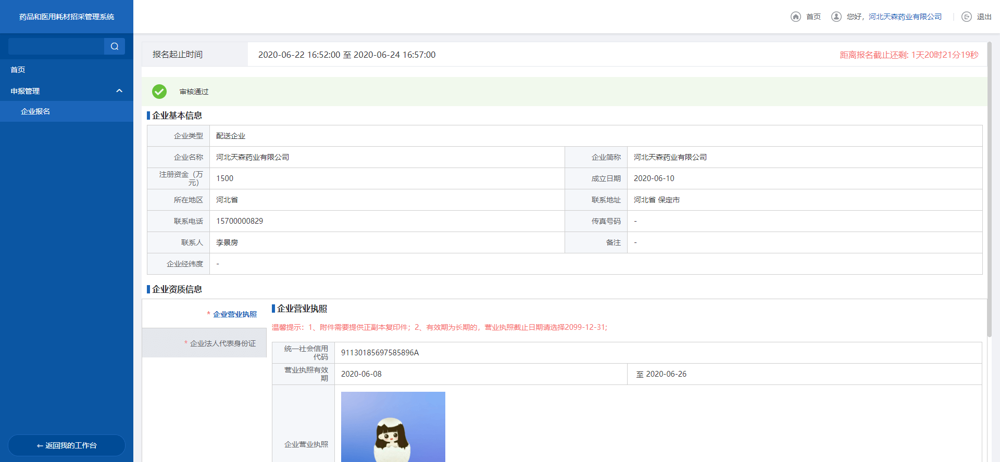 药品和医用耗材招采管理系统
首页
您好，河北天森药业有限公司
退出
首页
申报管理
企业报名
返回我的工作台
报名起止时间
2020-06-22 16:52:00 至 2020-06-24 16:57:00
距离报名截止还剩: 1天20时21分19秒
审核通过
企业基本信息
企业类型
配送企业
企业名称
河北天森药业有限公司
企业简称
河北天森药业有限公司
注册资金（万
元）
1500
成立日期
2020-06-10
所在地区
河北省
联系地址
河北省 保定市
联系电话
15700000829
传真号码
-
联系人
李景房
备注
-
企业经纬度
-
企业资质信息
* 企业营业执照
* 企业法人代表身份证
企业营业执照
温馨提示：1、附件需要提供正副本复印件；2、有效期为长期的，营业执照截止日期请选择2099-12-31;
统一社会信用
代码
91130185697585896A
营业执照有效
期
2020-06-08
至 2020-06-26
企业营业执照